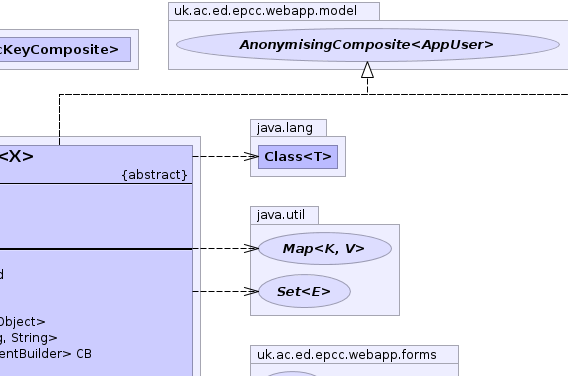 uk.ac.ed.epcc.webapp.model
cKeyComposite>
AnonymisingComposite<AppUser>
java.lang
<X>
Class<T>
{abstract}
java.util
Map<K, V>
d
Set<E>
Object>
g, String>
entBuilder> CB
uk.ac.ed.epcc.webapp.forms